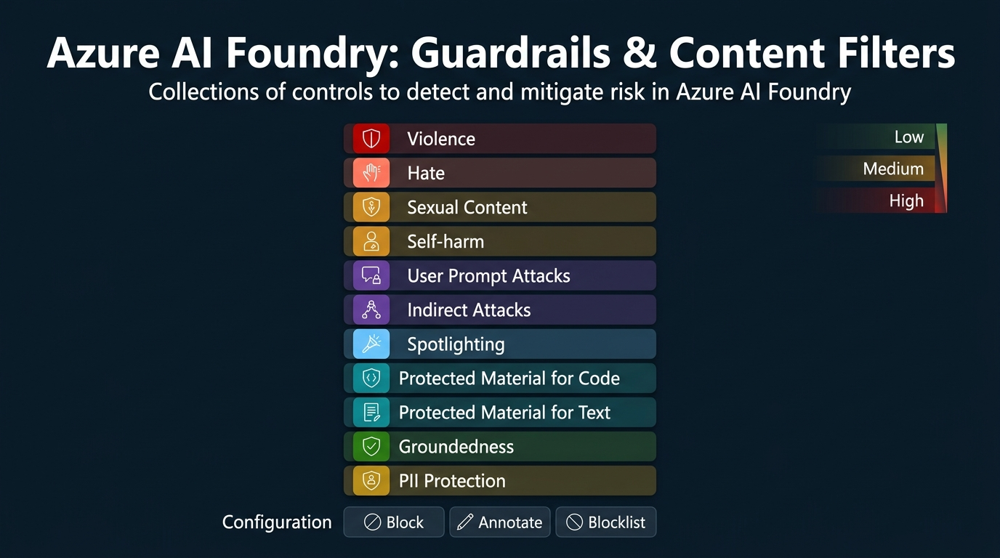 Azure AI Foundry: Guardrails & Content Filters
Collections of controls to detect and mitigate risk in Azure AI Foundry
Violence
Hate
Sexual Content
Self-harm
User Prompt Attacks
Indirect Attacks
Spotlighting
Protected Material for Code
Protected Material for Text
Groundedness
PII Protection
Low
Medium
High
Configuration
Block
Annotate
Blocklist